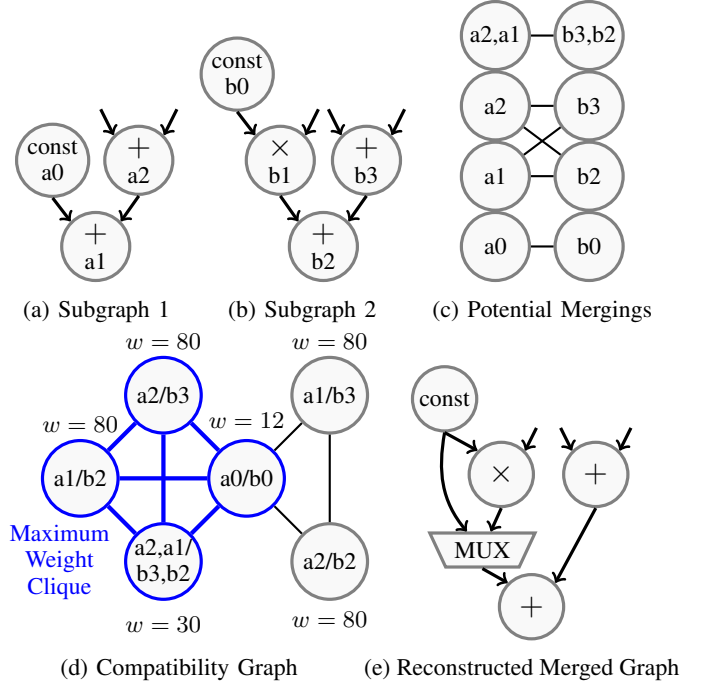 const
a0
+
a2
+
a1
(a) Subgraph 1
const
b0
×
b1
+
b3
+
b2
(b) Subgraph 2
a2,a1
b3,b2
a2
b3
a1
b2
a0
b0
(c) Potential Mergings
w = 80
a2/b3
w = 80
a1/b3
w = 80
a1/b2
w = 12
a0/b0
Maximum
Weight
Clique
a2,a1/
b3,b2
w = 30
a2/b2
w = 80
(d) Compatibility Graph
const
×
+
MUX
+
(e) Reconstructed Merged Graph